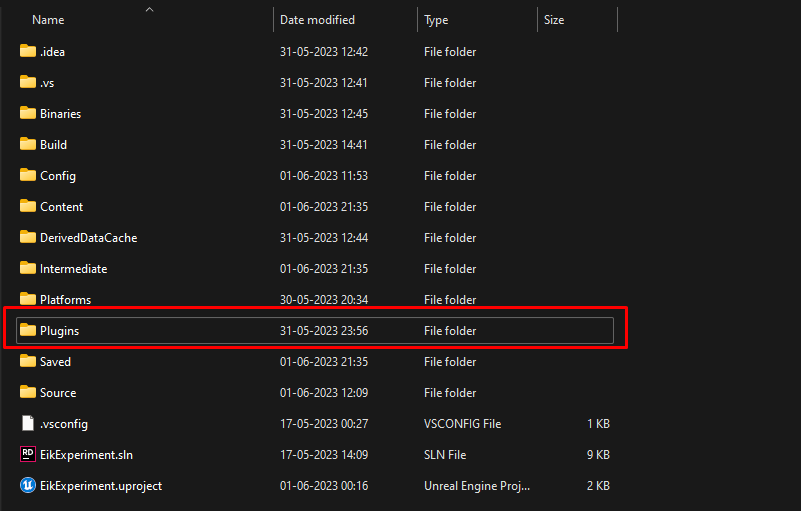 Name Date modified Type Size
.idea 31-05-2023 12:42 File folder
.vs 31-05-2023 12:41 File folder
Binaries 31-05-2023 12:45 File folder
Build 31-05-2023 14:41 File folder
Config 01-06-2023 11:53 File folder
Content 01-06-2023 21:35 File folder
DerivedDataCache 31-05-2023 12:44 File folder
Intermediate 01-06-2023 21:35 File folder
Platforms 30-05-2023 20:34 File folder
Plugins 31-05-2023 23:56 File folder
Saved 01-06-2023 21:35 File folder
Source 01-06-2023 12:09 File folder
.vsconfig 17-05-2023 00:27 VSCONFIG File 1 KB
RD EikExperiment.sln 17-05-2023 14:09 SLN File 9 KB
EikExperiment.uproject 01-06-2023 00:16 Unreal Engine Proj... 2 KB